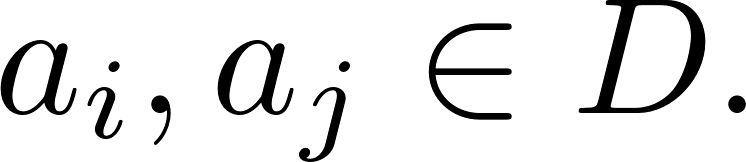 a_i, a_j ∈ D.